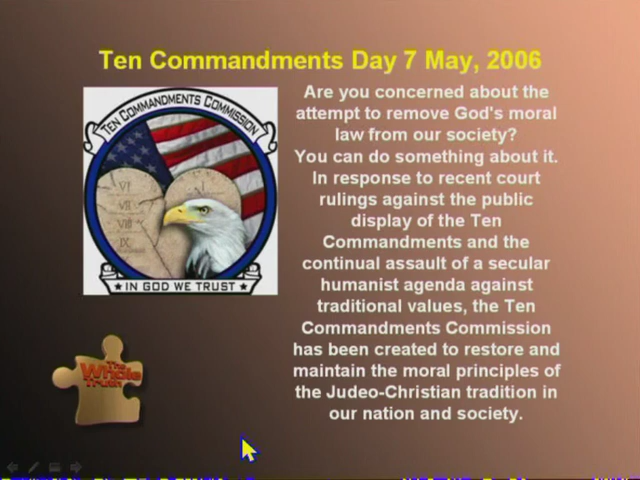 Ten Commandments Day 7 May, 2006
TEN COMMANDMENTS COMMISSION
VI
VII
VIII
IX
I
IN GOD WE TRUST
Are you concerned about the
attempt to remove God's moral
law from our society?
You can do something about it.
In response to recent court
rulings against the public
display of the Ten
Commandments and the
continual assault of a secular
humanist agenda against
traditional values, the Ten
Commandments Commission
has been created to restore and
maintain the moral principles of
the Judeo-Christian tradition in
our nation and society.
The
Whole
Truth